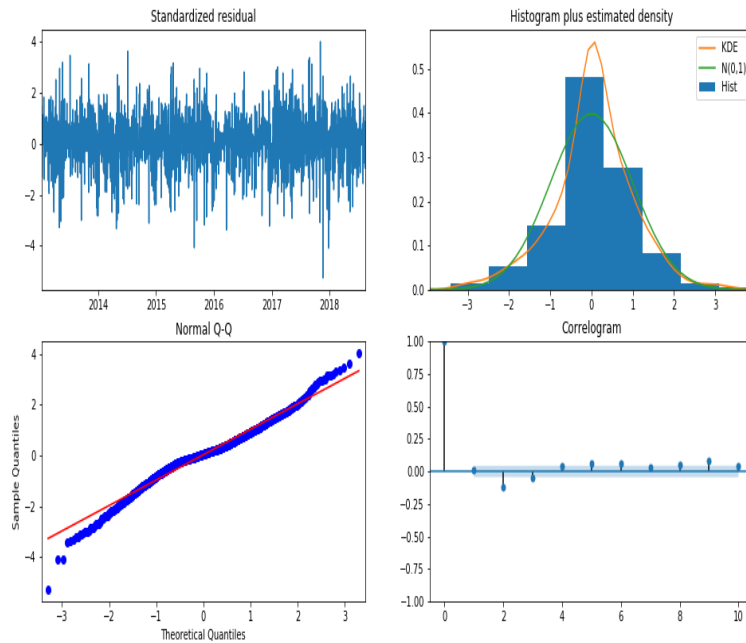 Standardized residual
4
2
0
−2
−4
2014 2015 2016 2017 2018
Histogram plus estimated density
KDE
N(0,1)
Hist
0.5
0.4
0.3
0.2
0.1
0.0
−3 −2 −1 0 1 2 3
Normal Q-Q
Sample Quantiles
4
2
0
−2
−4
−3 −2 −1 0 1 2 3
Theoretical Quantiles
Correlogram
1.00
0.75
0.50
0.25
0.00
−0.25
−0.50
−0.75
−1.00
0 2 4 6 8 10